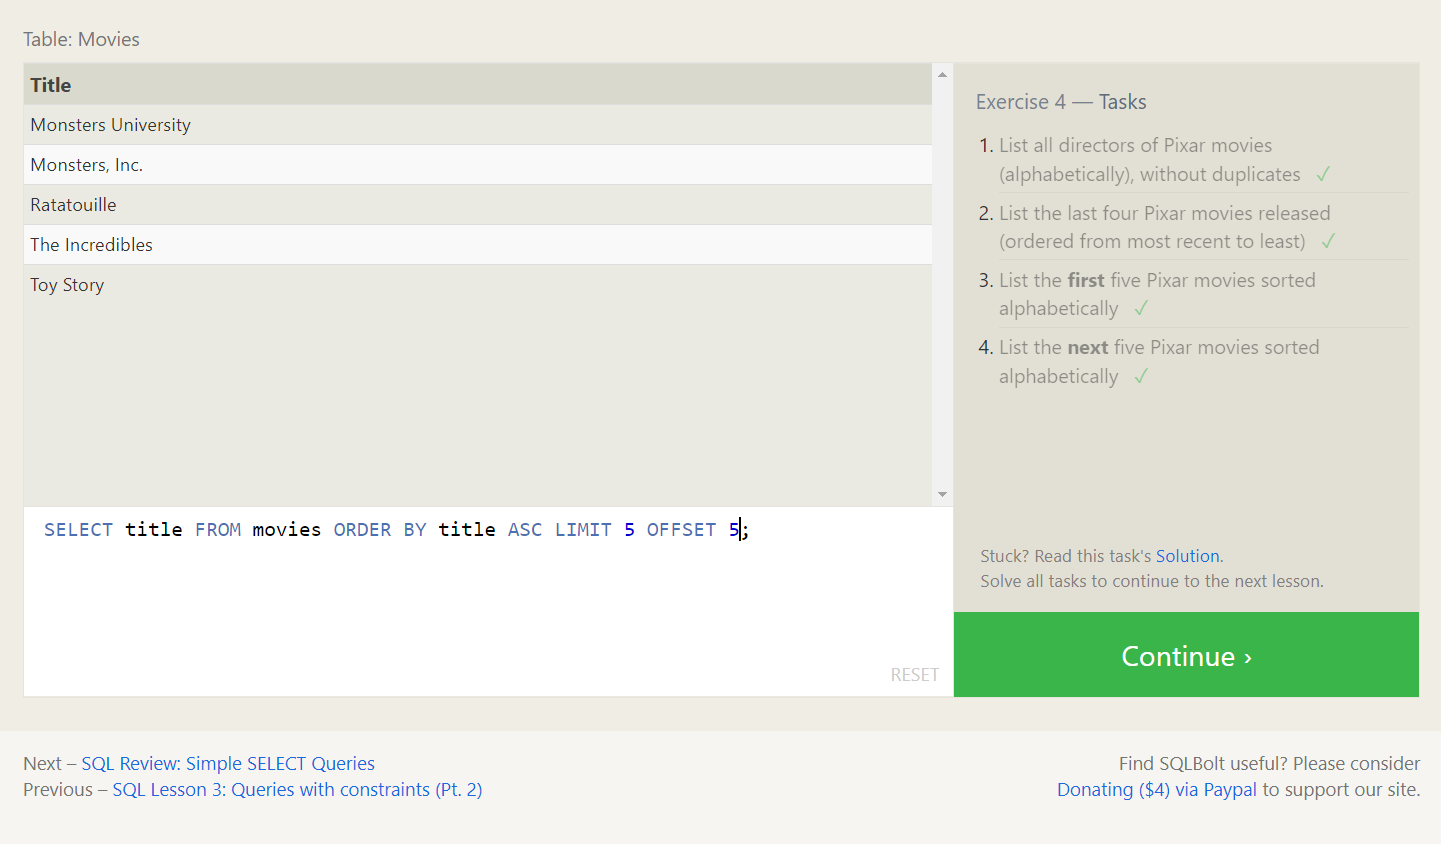 Table: Movies
Title
Monsters University
Monsters, Inc.
Ratatouille
The Incredibles
Toy Story
SELECT title FROM movies ORDER BY title ASC LIMIT 5 OFFSET 5;
RESET
Exercise 4 — Tasks
1. List all directors of Pixar movies
(alphabetically), without duplicates ✓
2. List the last four Pixar movies released
(ordered from most recent to least) ✓
3. List the first five Pixar movies sorted
alphabetically ✓
4. List the next five Pixar movies sorted
alphabetically ✓
Stuck? Read this task's Solution.
Solve all tasks to continue to the next lesson.
Continue ›
Next – SQL Review: Simple SELECT Queries
Previous – SQL Lesson 3: Queries with constraints (Pt. 2)
Find SQLBolt useful? Please consider
Donating ($4) via Paypal to support our site.